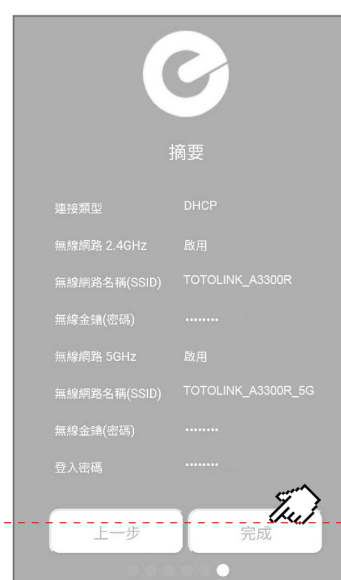 摘要
連接類型 DHCP
無線網路 2.4GHz 啟用
無線網路名稱(SSID) TOTOLINK_A3300R
無線金鑰(密碼) ••••••••
無線網路 5GHz 啟用
無線網路名稱(SSID) TOTOLINK_A3300R_5G
無線金鑰(密碼) ••••••••
登入密碼 ••••••••
上一步 完成